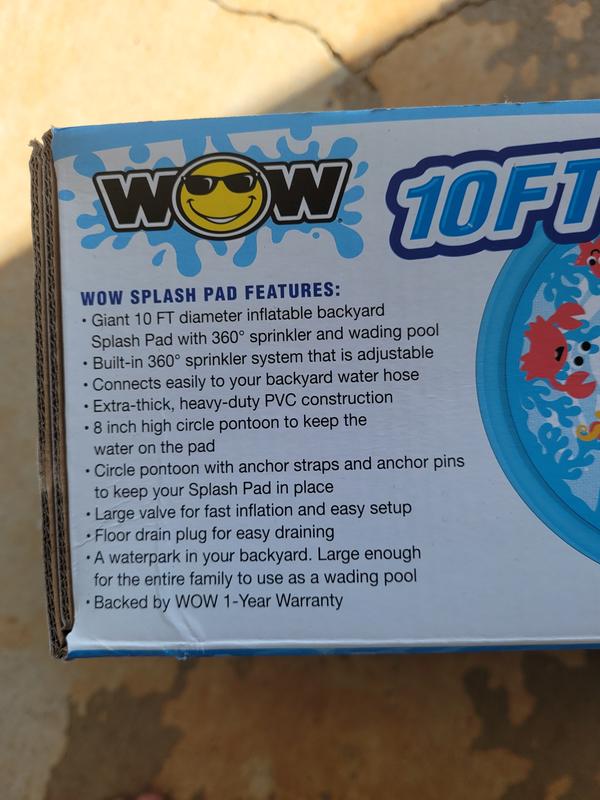 WOW
10FT
WOW SPLASH PAD FEATURES:
• Giant 10 FT diameter inflatable backyard
Splash Pad with 360° sprinkler and wading pool
• Built-in 360° sprinkler system that is adjustable
• Connects easily to your backyard water hose
• Extra-thick, heavy-duty PVC construction
• 8 inch high circle pontoon to keep the
water on the pad
• Circle pontoon with anchor straps and anchor pins
to keep your Splash Pad in place
• Large valve for fast inflation and easy setup
• Floor drain plug for easy draining
• A waterpark in your backyard. Large enough
for the entire family to use as a wading pool
• Backed by WOW 1-Year Warranty